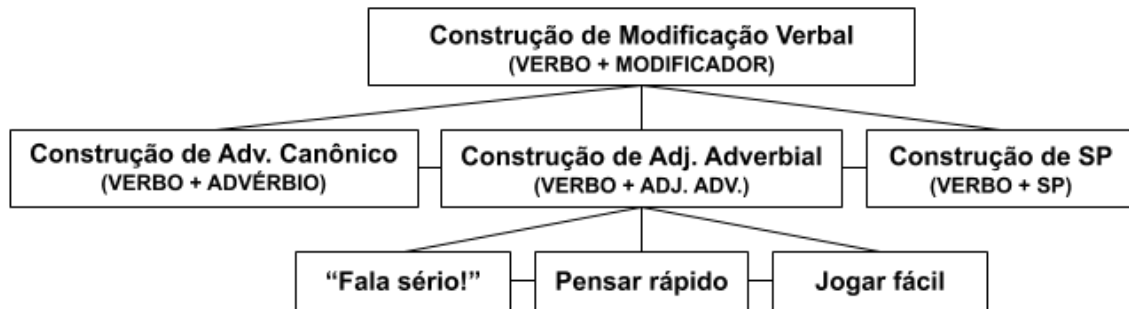 Construção de Modificação Verbal
(VERBO + MODIFICADOR)
Construção de Adv. Canônico
(VERBO + ADVÉRBIO)
Construção de Adj. Adverbial
(VERBO + ADJ. ADV.)
Construção de SP
(VERBO + SP)
“Fala sério!”
Pensar rápido
Jogar fácil